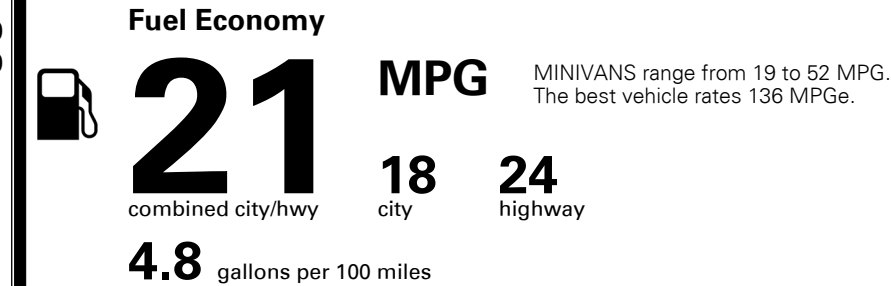 Fuel Economy
21
MPG
MINIVANS range from 19 to 52 MPG.
The best vehicle rates 136 MPGe.
18
24
combined city/hwy
city
highway
4.8 gallons per 100 miles